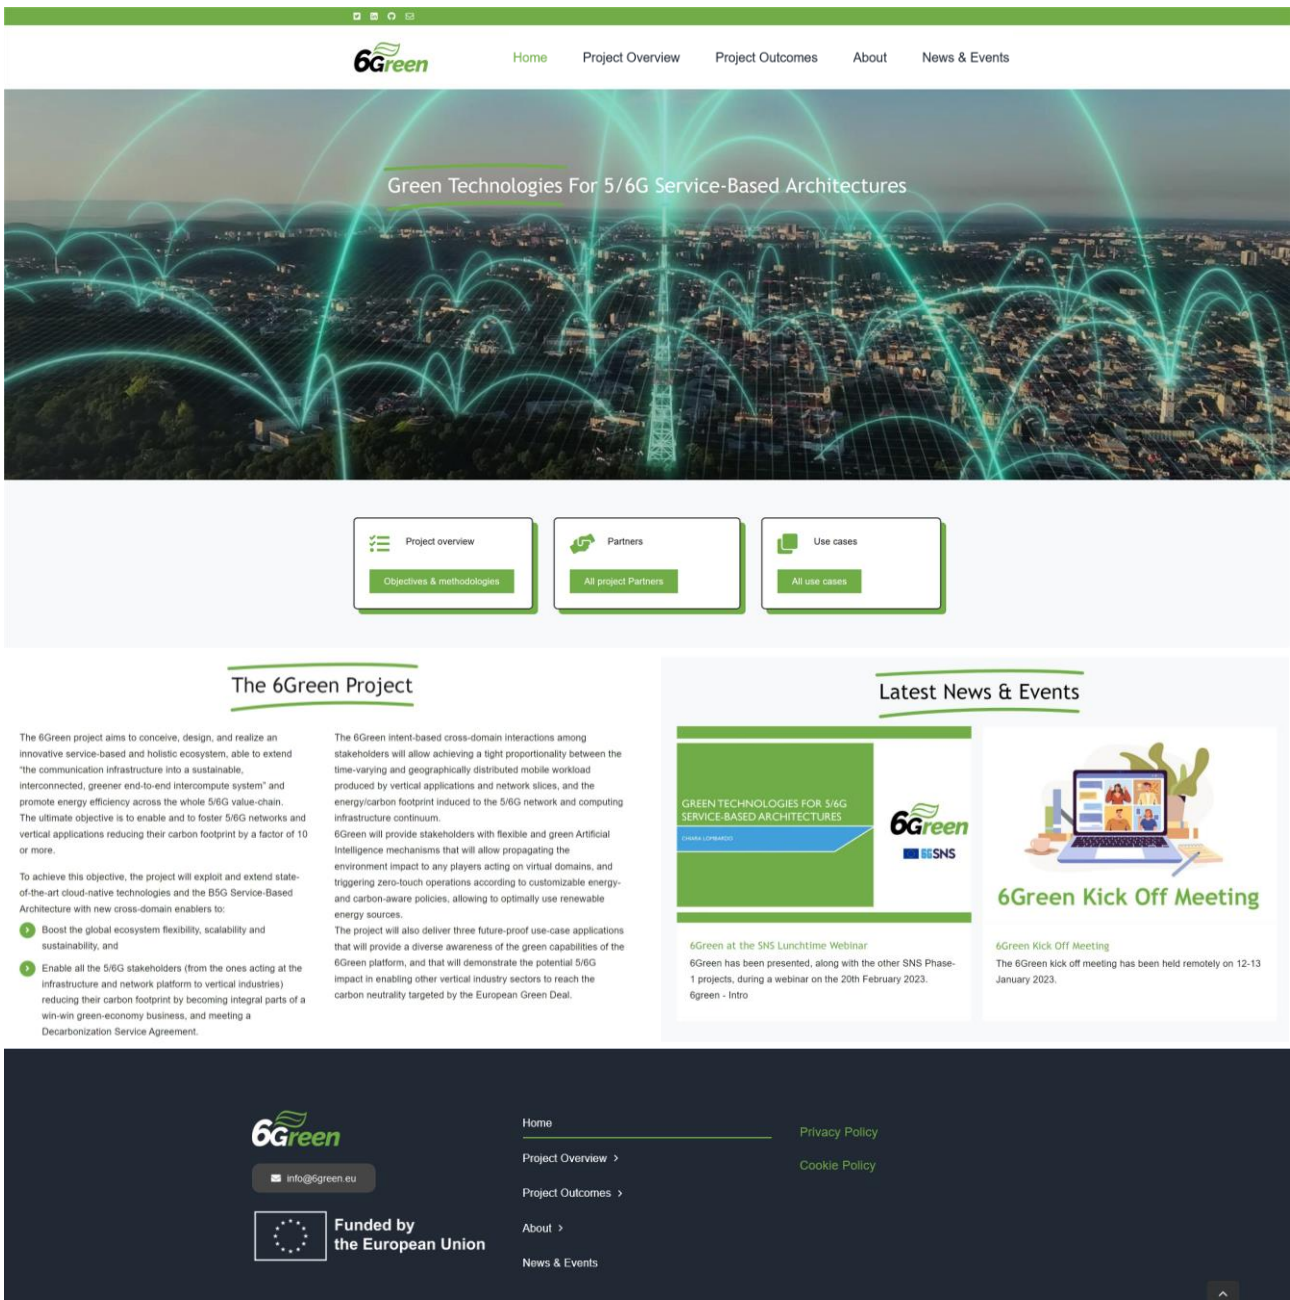 6Green
Home
Project Overview
Project Outcomes
About
News & Events
Green Technologies For 5/6G Service-Based Architectures
Project overview
Objectives & methodologies
Partners
All project Partners
Use cases
All use cases
The 6Green Project
The 6Green project aims to conceive, design, and realize an
innovative service-based and holistic ecosystem, able to extend
“the communication infrastructure into a sustainable,
interconnected, greener end-to-end intercompute system” and
promote energy efficiency across the whole 5/6G value-chain.
The ultimate objective is to enable and to foster 5/6G networks and
vertical applications reducing their carbon footprint by a factor of 10
or more.
To achieve this objective, the project will exploit and extend state-
of-the-art cloud-native technologies and the B5G Service-Based
Architecture with new cross-domain enablers to:
Boost the global ecosystem flexibility, scalability and
sustainability, and
Enable all the 5/6G stakeholders (from the ones acting at the
infrastructure and network platform to vertical industries)
reducing their carbon footprint by becoming integral parts of a
win-win green-economy business, and meeting a
Decarbonization Service Agreement.
The 6Green intent-based cross-domain interactions among
stakeholders will allow achieving a tight proportionality between the
time-varying and geographically distributed mobile workload
produced by vertical applications and network slices, and the
energy/carbon footprint induced to the 5/6G network and computing
infrastructure continuum.
6Green will provide stakeholders with flexible and green Artificial
Intelligence mechanisms that will allow propagating the
environment impact to any players acting on virtual domains, and
triggering zero-touch operations according to customizable energy-
and carbon-aware policies, allowing to optimally use renewable
energy sources.
The project will also deliver three future-proof use-case applications
that will provide a diverse awareness of the green capabilities of the
6Green platform, and that will demonstrate the potential 5/6G
impact in enabling other vertical industry sectors to reach the
carbon neutrality targeted by the European Green Deal.
Latest News & Events
GREEN TECHNOLOGIES FOR 5/6G
SERVICE-BASED ARCHITECTURES
CHIARA LOMBARDO
6Green
6GSNS
6Green at the SNS Lunchtime Webinar
6Green has been presented, along with the other SNS Phase-
1 projects, during a webinar on the 20th February 2023.
6green - Intro
6Green Kick Off Meeting
6Green Kick Off Meeting
The 6Green kick off meeting has been held remotely on 12-13
January 2023.
6Green
info@6green.eu
Funded by
the European Union
Home
Project Overview >
Project Outcomes >
About >
News & Events
Privacy Policy
Cookie Policy